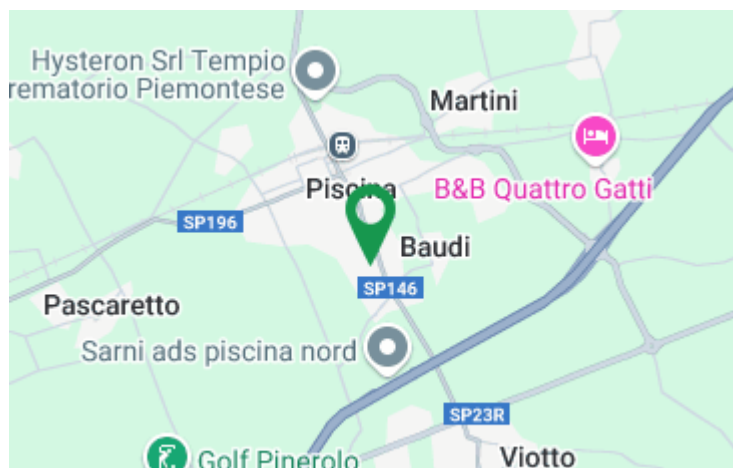 Hysteron Srl Tempio
rematorio Piemontese
Martini
Piscina
B&B Quattro Gatti
SP196
Baudi
SP146
Pascaretto
Sarni ads piscina nord
SP23R
Golf Pinerolo
Viotto